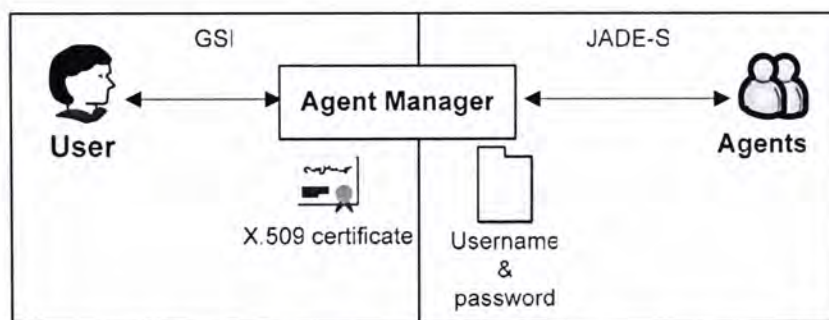 GSI
JADE-S
Agent Manager
User
Agents
X.509 certificate
Username
&
password